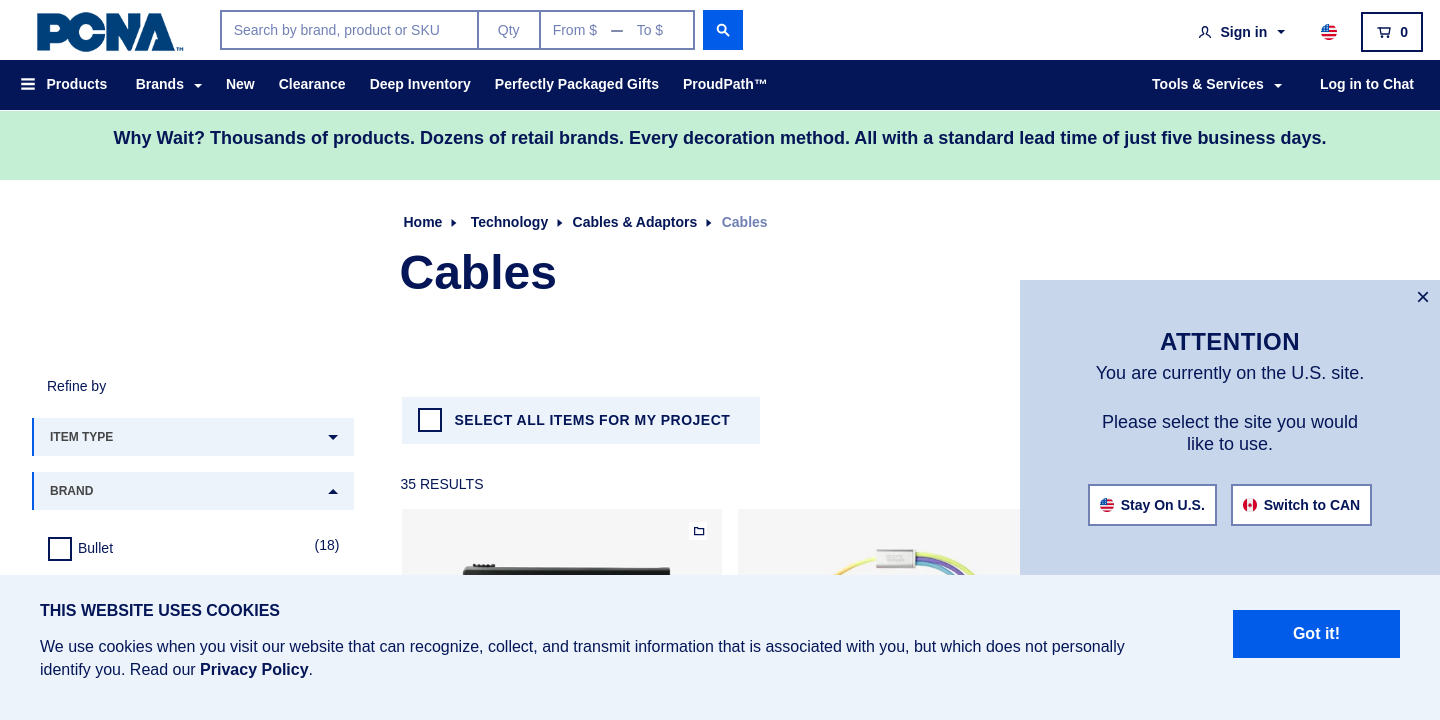 PCNA™
Search by brand, product or SKU
Qty
From $ — To $
Sign in
0
Products
Brands
New
Clearance
Deep Inventory
Perfectly Packaged Gifts
ProudPath™
Tools & Services
Log in to Chat
Why Wait? Thousands of products. Dozens of retail brands. Every decoration method. All with a standard lead time of just five business days.
Home
Technology
Cables & Adaptors
Cables
Cables
Refine by
ITEM TYPE
BRAND
Bullet
(18)
SELECT ALL ITEMS FOR MY PROJECT
35 RESULTS
×
ATTENTION
You are currently on the U.S. site.
Please select the site you would
like to use.
Stay On U.S.
Switch to CAN
THIS WEBSITE USES COOKIES
We use cookies when you visit our website that can recognize, collect, and transmit information that is associated with you, but which does not personally
identify you. Read our Privacy Policy.
Got it!